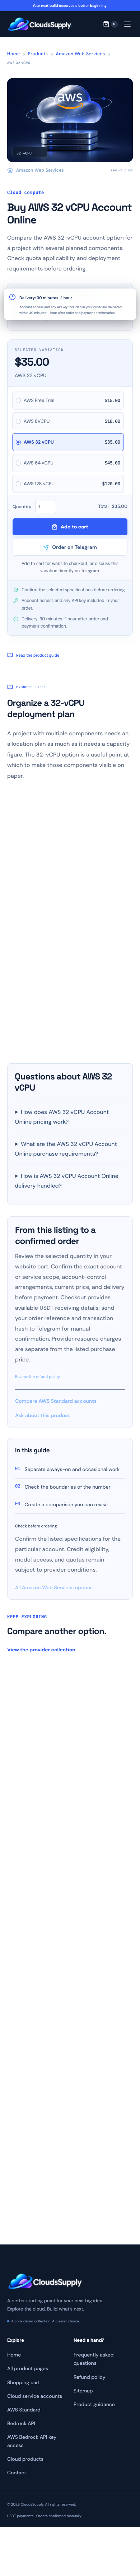 Your next build deserves a better beginning.
CloudsSupply
0
Home > Products > Amazon Web Services >
AWS 32 VCPU
aws
32 VCPU
Amazon Web Services
Cloud compute
Buy AWS 32 vCPU Account
Online
Compare the AWS 32-vCPU account option for
a project with several planned components.
Check quota applicability and deployment
requirements before ordering.
Delivery: 30 minutes–1 hour
Account access and any API key included in your order are delivered
within 30 minutes–1 hour after order and payment confirmation.
SELECTED VARIATION
$35.00
AWS 32 vCPU
AWS Free Trial $15.00
AWS 8VCPU $18.00
AWS 32 vCPU $35.00
AWS 64 vCPU $45.00
AWS 128 vCPU $120.00
Quantity 1 Total $35.00
Add to cart
Order on Telegram
Add to cart for website checkout, or discuss this
variation directly on Telegram.
Confirm the selected specifications before ordering.
Account access and any API key included in your
order.
Delivery: 30 minutes–1 hour after order and
payment confirmation.
Read the product guide
PRODUCT GUIDE
Organize a 32-vCPU
deployment plan
A project with multiple components needs an
allocation plan as much as it needs a capacity
figure. The 32 vCPU option is a useful point at
which to make those components visible on
paper.
Questions about AWS 32
vCPU
How does AWS 32 vCPU Account
Online pricing work?
What are the AWS 32 vCPU Account
Online purchase requirements?
How is AWS 32 vCPU Account Online
delivery handled?
From this listing to a
confirmed order
Review the selected quantity in your
website cart. Confirm the exact account
or service scope, account-control
arrangements, current price, and delivery
before payment. Checkout provides
available USDT receiving details; send
your order reference and transaction
hash to Telegram for manual
confirmation. Provider resource charges
are separate from the listed purchase
price.
Review the refund policy
Compare AWS Standard accounts
Ask about this product
In this guide
01 Separate always-on and occasional work
02 Check the boundaries of the number
03 Create a comparison you can revisit
Check before ordering
Confirm the listed specifications for the
particular account. Credit eligibility,
model access, and quotas remain
subject to provider conditions.
All Amazon Web Services options
KEEP EXPLORING
Compare another option.
View the provider collection
CloudsSupply
A better starting point for your next big idea.
Explore the cloud. Build what's next.
A considered collection. A clearer choice.
Explore
Home
All product pages
Shopping cart
Cloud service accounts
AWS Standard
Bedrock API
AWS Bedrock API key
access
Cloud products
Contact
Need a hand?
Frequently asked
questions
Refund policy
Sitemap
Product guidance
© 2026 CloudsSupply. All rights reserved.
USDT payments · Orders confirmed manually